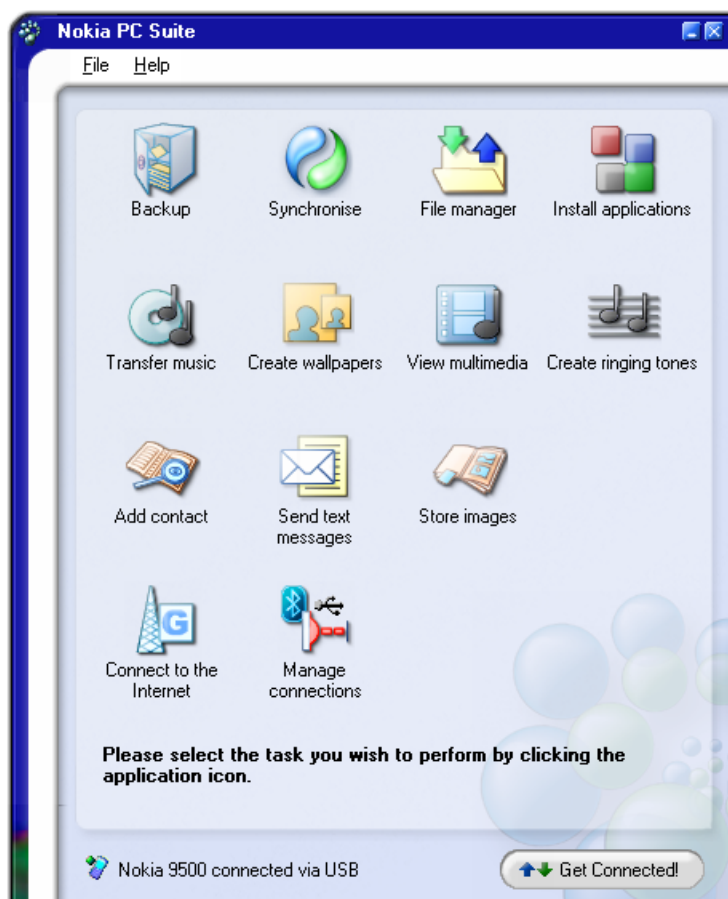 Nokia PC Suite
File Help
Backup Synchronise File manager Install applications
Transfer music Create wallpapers View multimedia Create ringing tones
Add contact Send text messages Store images
G
Connect to the Internet Manage connections
Please select the task you wish to perform by clicking the
application icon.
Nokia 9500 connected via USB Get Connected!